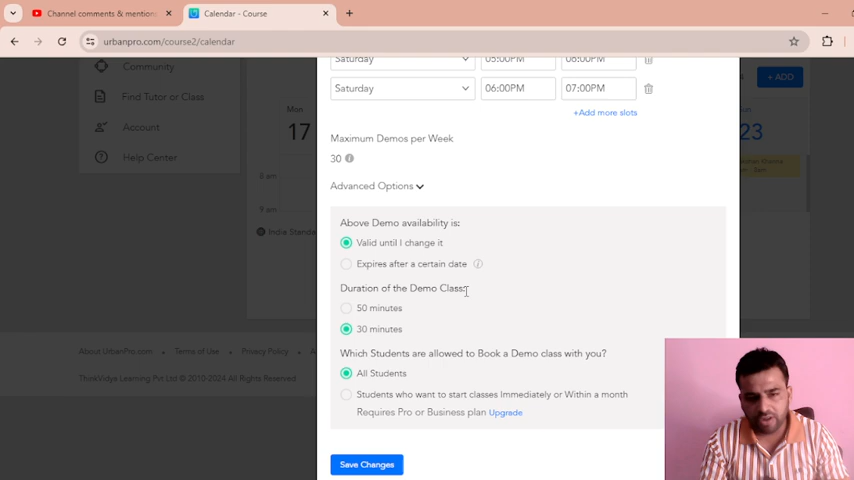 Channel comments & mentions
Calendar - Course
urbanpro.com/course2/calendar
Saturday 05:00PM 06:00PM
Saturday 06:00PM 07:00PM
+Add more slots
Maximum Demos per Week
30
Advanced Options
Above Demo availability is:
Valid until I change it
Expires after a certain date
Duration of the Demo Class:
50 minutes
30 minutes
Which Students are allowed to Book a Demo class with you?
All Students
Students who want to start classes Immediately or Within a month
Requires Pro or Business plan Upgrade
Save Changes
Community
Find Tutor or Class
Account
Help Center
Mon
17
8 am
9 am
+ ADD
23
About UrbanPro.com Terms of Use Privacy Policy
ThinkVidya Learning Pvt Ltd © 2010-2024 All Rights Reserved